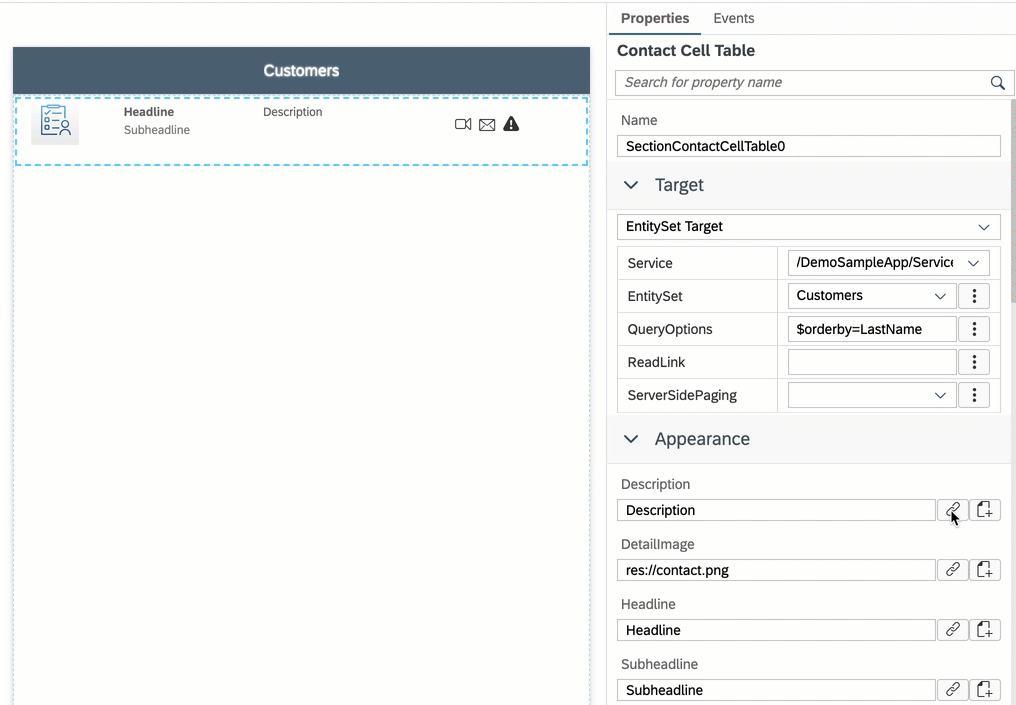 Customers
Headline
Subheadline
Description
Properties
Events
Contact Cell Table
Search for property name
Name
SectionContactCellTable0
Target
EntitySet Target
Service
/DemoSampleApp/Service
EntitySet
Customers
QueryOptions
$orderby=LastName
ReadLink
ServerSidePaging
Appearance
Description
Description
DetailImage
res://contact.png
Headline
Headline
Subheadline
Subheadline